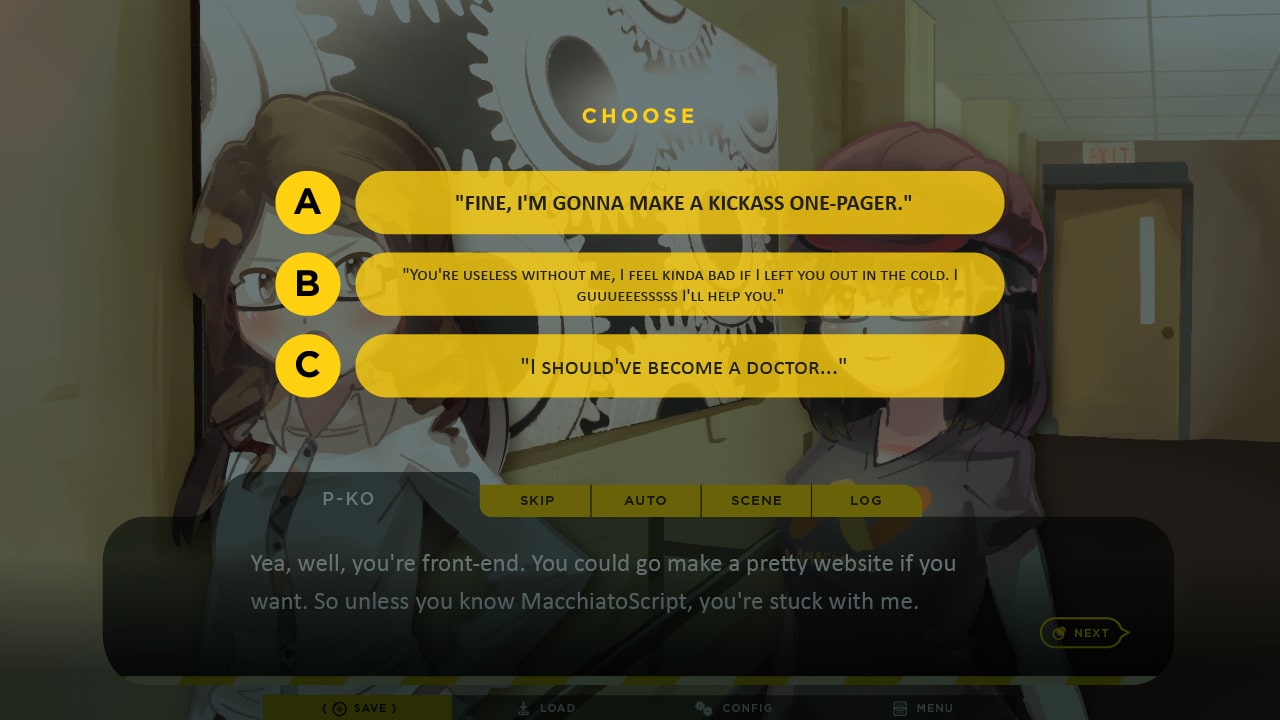 CHOOSE
EXIT
A
"FINE, I'M GONNA MAKE A KICKASS ONE-PAGER."
B
"YOU'RE USELESS WITHOUT ME, I FEEL KINDA BAD IF I LEFT YOU OUT IN THE COLD. I
GUUUEEESSSSS I'LL HELP YOU."
C
"I SHOULD'VE BECOME A DOCTOR..."
P-KO
SKIP AUTO SCENE LOG
Yea, well, you're front-end. You could go make a pretty website if you
want. So unless you know MacchiatoScript, you're stuck with me.
NEXT
{ SAVE } LOAD CONFIG MENU